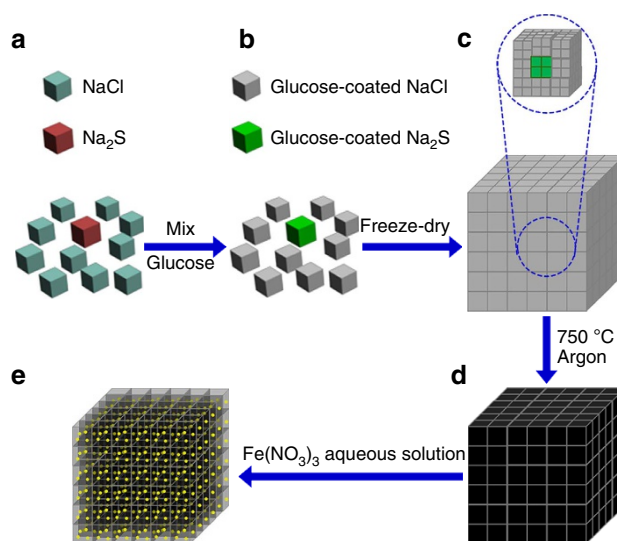 a
NaCl
Na₂S
b
Glucose-coated NaCl
Glucose-coated Na₂S
c
Mix
Glucose
Freeze-dry
750 °C
Argon
d
e
Fe(NO₃)₃ aqueous solution